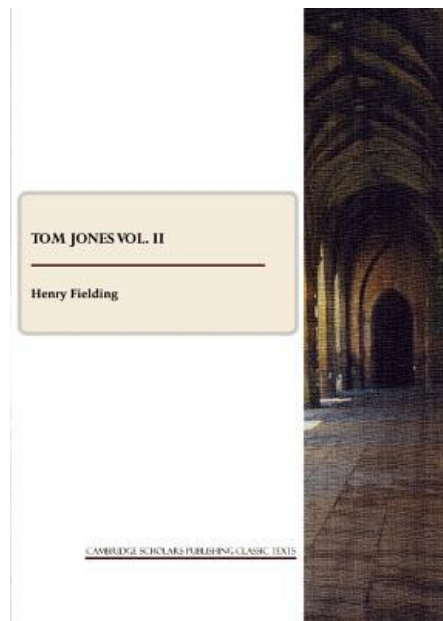 TOM JONES VOL. II
Henry Fielding
CAMBRIDGE SCHOLARS PUBLISHING CLASSIC TEXTS